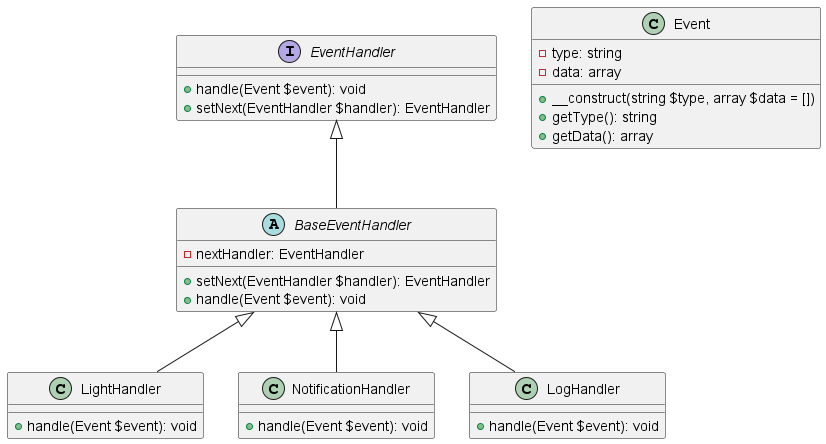 I EventHandler
handle(Event $event): void
setNext(EventHandler $handler): EventHandler
C Event
type: string
data: array
__construct(string $type, array $data = [])
getType(): string
getData(): array
A BaseEventHandler
nextHandler: EventHandler
setNext(EventHandler $handler): EventHandler
handle(Event $event): void
C LightHandler
handle(Event $event): void
C NotificationHandler
handle(Event $event): void
C LogHandler
handle(Event $event): void